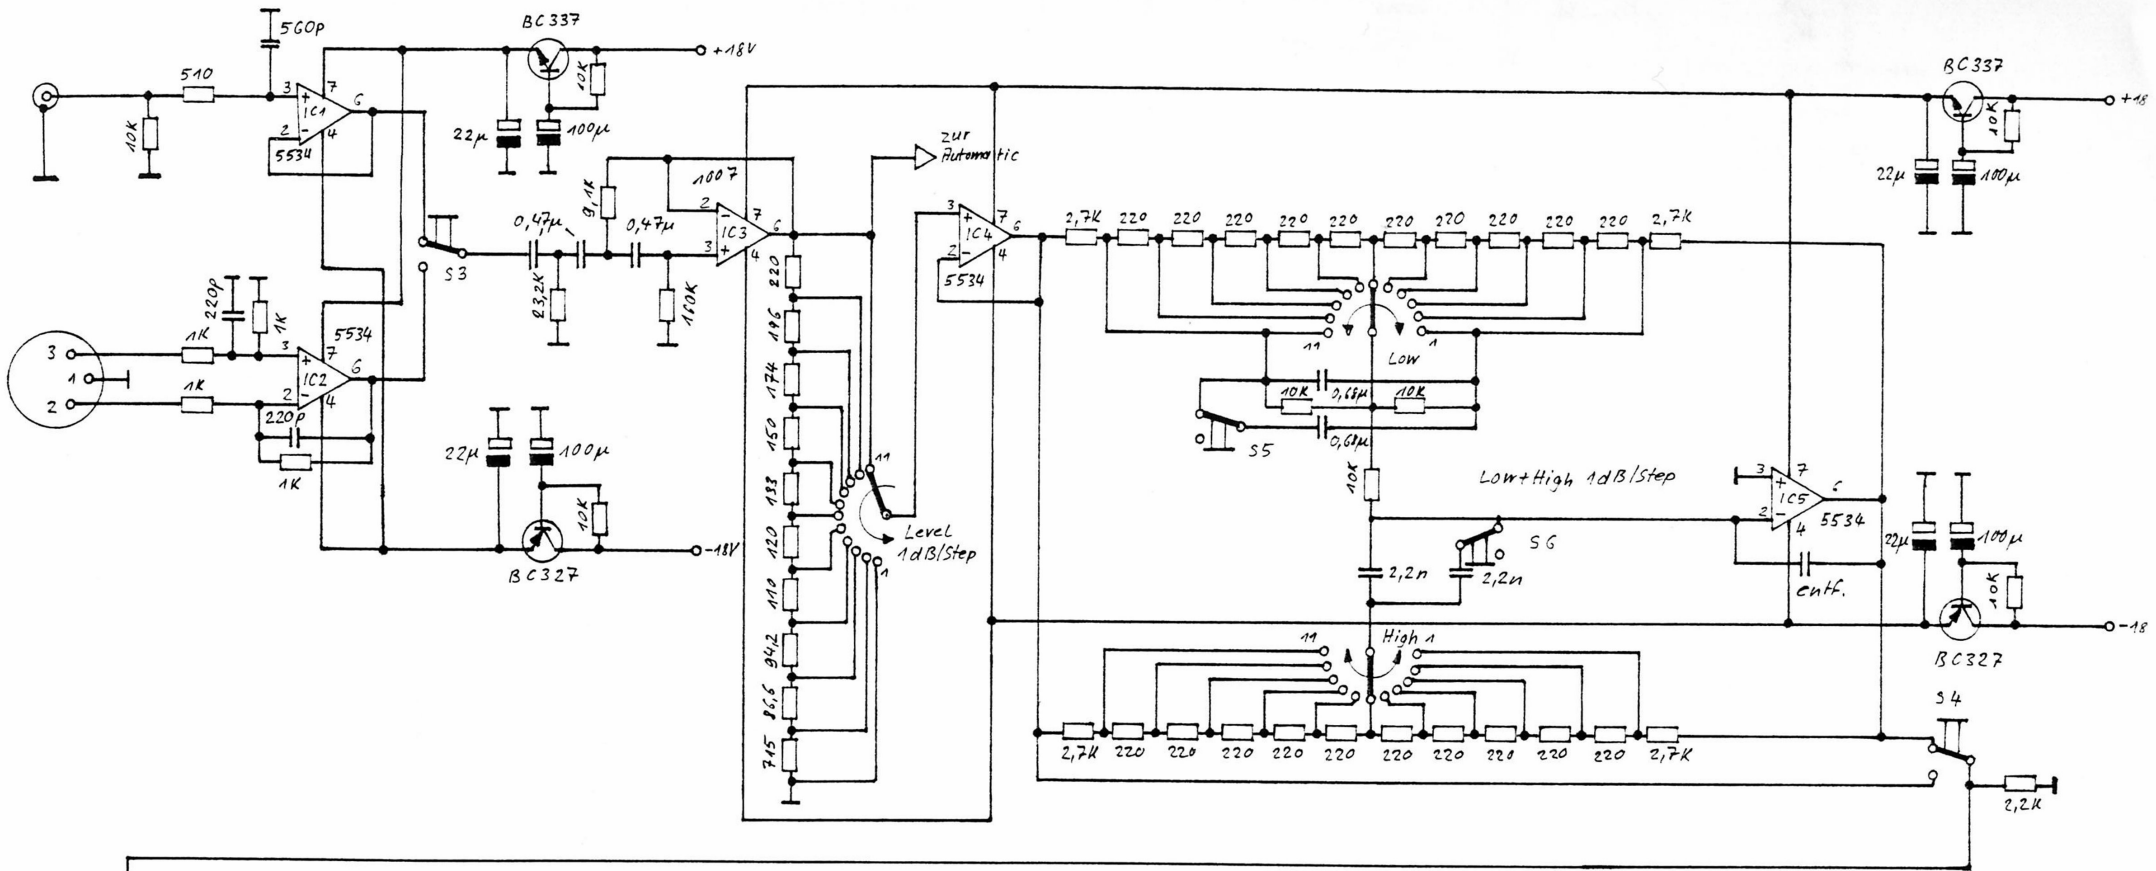 560p
510
10K
3
+
7
IC1
6
2
-
4
5534
BC337
+18V
10K
22µ
100µ
S3
0,47µ
9,1K
0,47µ
23,2K
160K
1007
2
-
7
IC3
6
3
+
4
zur
Automatic
3
+
7
IC4
6
2
-
4
5534
2,7K
220
220
220
220
220
220
220
220
220
220
2,7K
BC337
+18
10K
22µ
100µ
220p
1K
5534
3
1K
3
+
7
IC2
6
1
1K
2
-
4
2
220p
1K
22µ
100µ
10K
BC327
-18V
220
196
174
150
133
120
110
94,2
86,6
715
11
Level
1dB/Step
1
11
1
Low
10K
0,68µ
10K
0,68µ
S5
10K
Low+High 1dB/Step
S6
2,2n
2,2n
3
+
7
IC5
6
2
-
4
5534
entf.
22µ
100µ
10K
-18
BC327
11
High 1
2,7K
220
220
220
220
220
220
220
220
220
220
2,7K
S4
2,2K